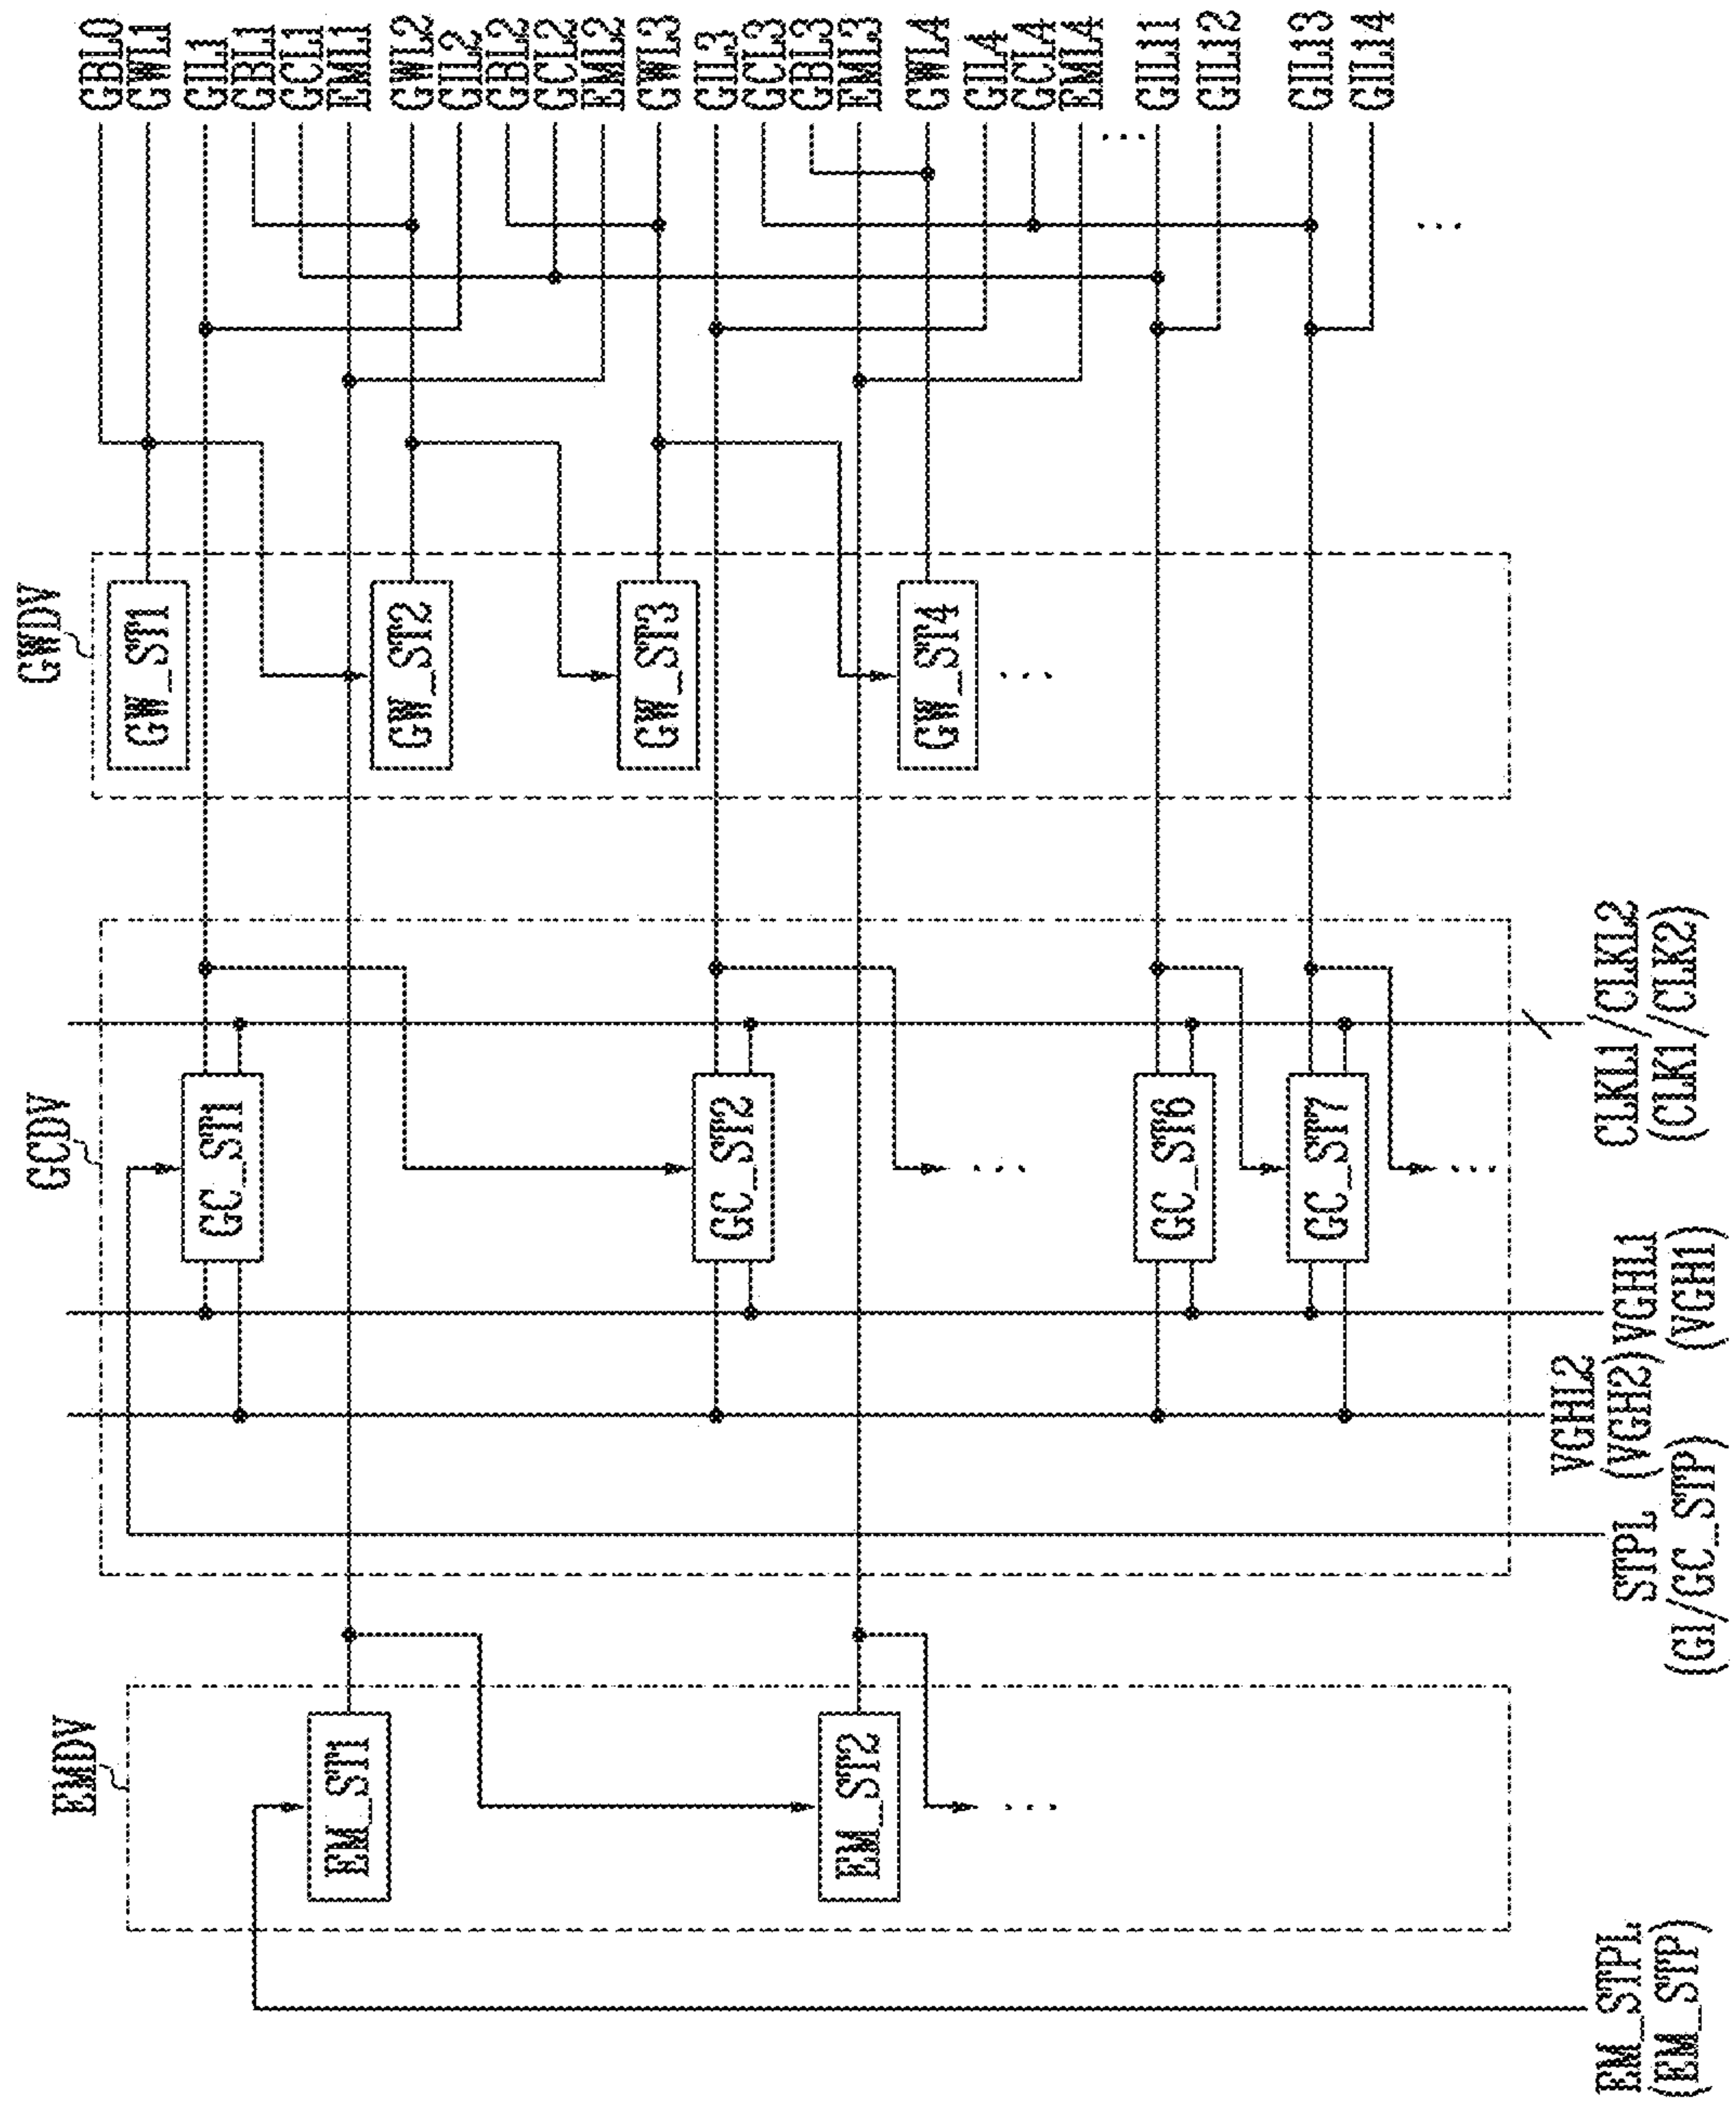 EMDV
EM_ST1
EM_ST2
. . .
EM_STPL
(EM_STP)
GCDV
GC_ST1
GC_ST2
. . .
GC_ST6
GC_ST7
. . .
STPL
(GI/GC_STP)
VGHL2
(VGH2)
VGHL1
(VGH1)
CLKL1/CLKL2
(CLK1/CLK2)
GWDV
GW_ST1
GW_ST2
GW_ST3
GW_ST4
. . .
GBL0
GWL1
GIL1
GBL1
GCL1
EML1
GWL2
GIL2
GBL2
GCL2
EML2
GWL3
GIL3
GCL3
GBL3
EML3
GWL4
GIL4
GCL4
EML4
. . .
GIL11
GIL12
GIL13
GIL14
. . .